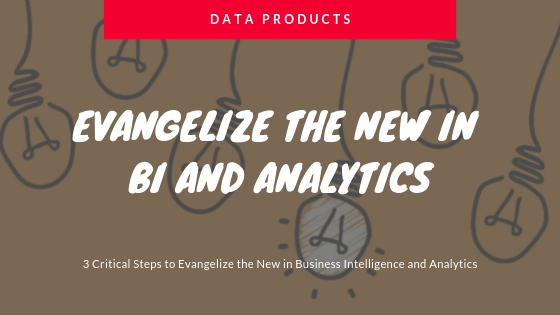 DATA PRODUCTS
EVANGELIZE THE NEW IN
BI AND ANALYTICS
3 Critical Steps to Evangelize the New in Business Intelligence and Analytics